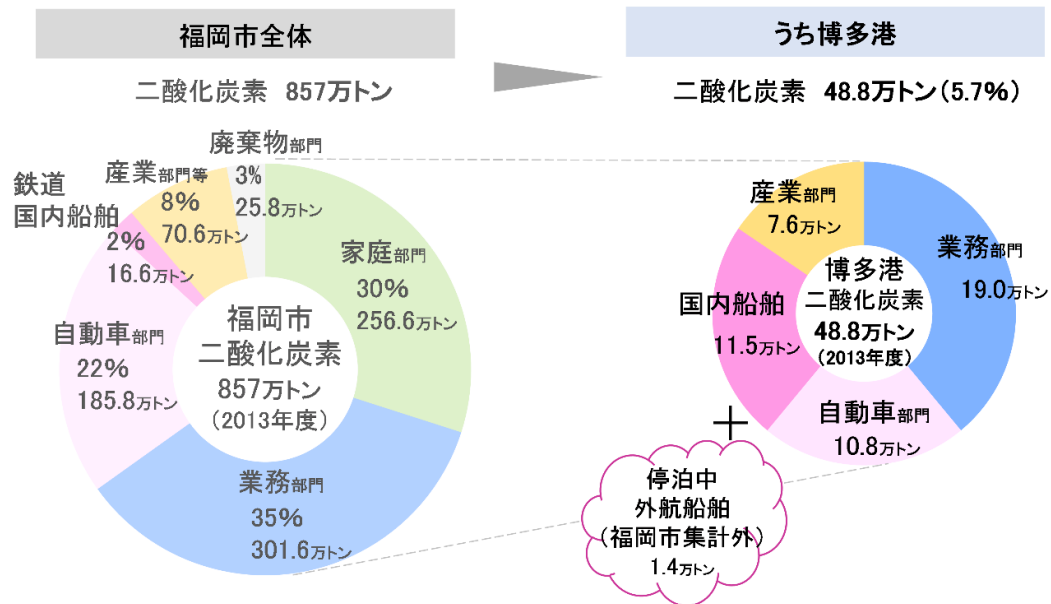 福岡市全体
二酸化炭素 857万トン
廃棄物部門
3%
25.8万トン
産業部門等
8%
70.6万トン
鉄道
国内船舶
2%
16.6万トン
家庭部門
30%
256.6万トン
自動車部門
22%
185.8万トン
福岡市
二酸化炭素
857万トン
(2013年度)
業務部門
35%
301.6万トン
うち博多港
二酸化炭素 48.8万トン(5.7%)
産業部門
7.6万トン
業務部門
19.0万トン
国内船舶
11.5万トン
博多港
二酸化炭素
48.8万トン
(2013年度)
自動車部門
10.8万トン
+
停泊中
外航船舶
(福岡市集計外)
1.4万トン